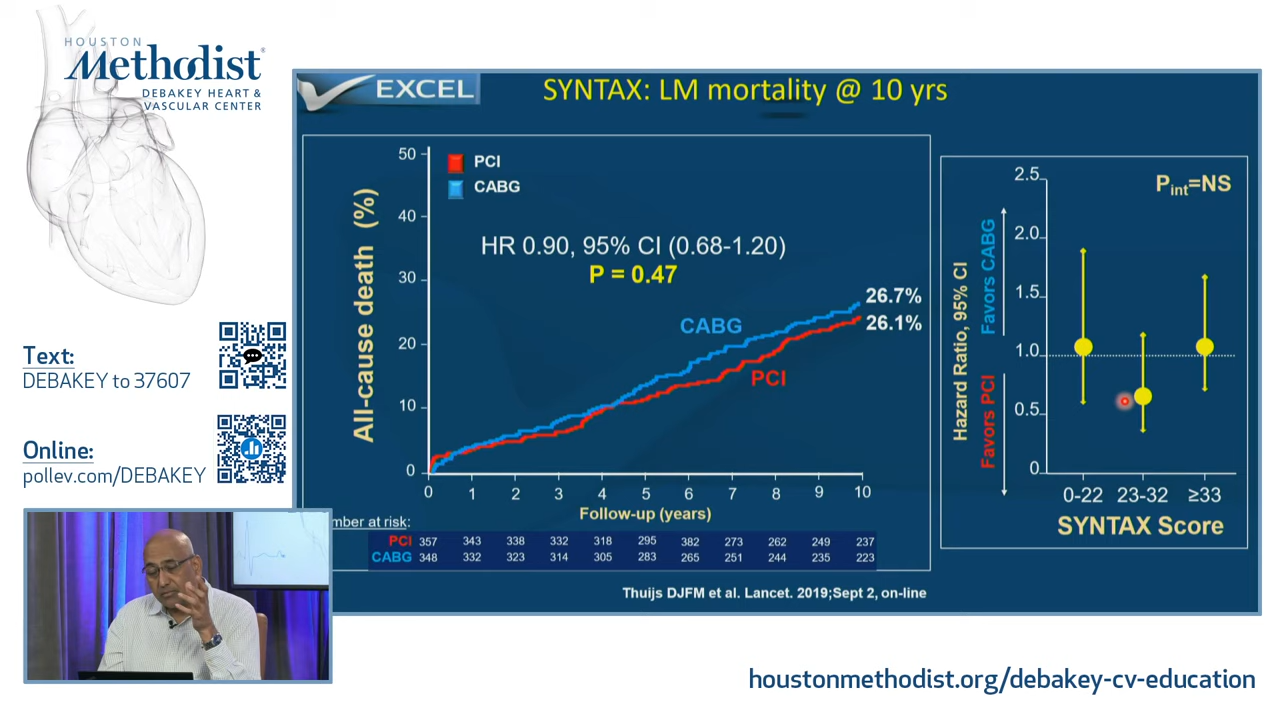 HOUSTON
Methodist®
DEBAKEY HEART &
VASCULAR CENTER
Text:
DEBAKEY to 37607
Online:
pollev.com/DEBAKEY
EXCEL
SYNTAX: LM mortality @ 10 yrs
PCI
CABG
All-cause death (%)
50
40
30
20
10
0
HR 0.90, 95% CI (0.68-1.20)
P = 0.47
26.7%
26.1%
CABG
PCI
0 1 2 3 4 5 6 7 8 9 10
Follow-up (years)
mber at risk:
PCI 357 343 338 332 318 295 382 273 262 249 237
CABG 348 332 323 314 305 283 265 251 244 235 223
Pint=NS
Hazard Ratio, 95% CI
Favors PCI Favors CABG
2.5
2.0
1.5
1.0
0.5
0
0-22 23-32 ≥33
SYNTAX Score
Thuijs DJFM et al. Lancet. 2019;Sept 2, on-line
houstonmethodist.org/debakey-cv-education